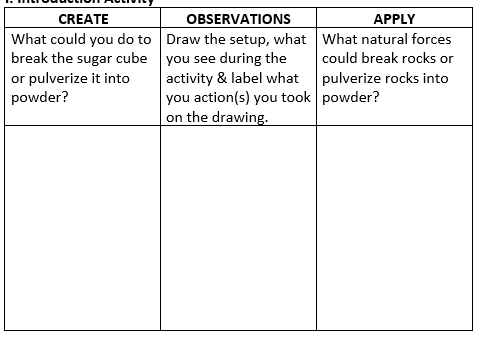 I. Introduction Activity
CREATE
OBSERVATIONS
APPLY
What could you do to
break the sugar cube
or pulverize it into
powder?
Draw the setup, what
you see during the
activity & label what
you action(s) you took
on the drawing.
What natural forces
could break rocks or
pulverize rocks into
powder?